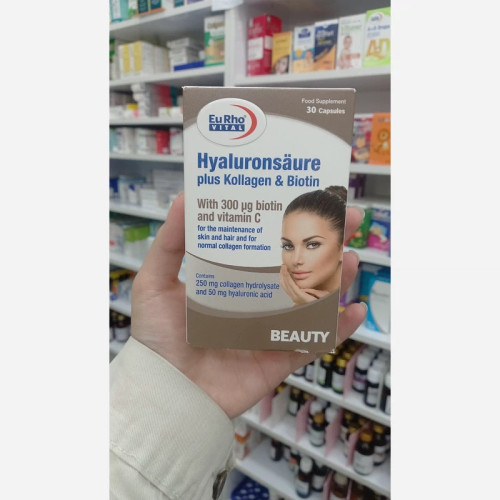 Food Supplement
30 Capsules
EuRho®
VITAL
Hyaluronsäure
plus Kollagen & Biotin
With 300 µg biotin
and vitamin C
for the maintenance of
skin and hair and for
normal collagen formation
Contains
250 mg collagen hydrolysate
and 50 mg hyaluronic acid
BEAUTY